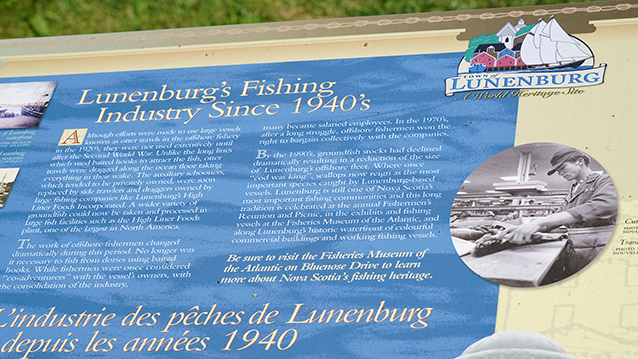 TOWN of
LUNENBURG
A World Heritage Site
Lunenburg's Fishing
Industry Since 1940's
Although efforts were made to use large vessels
known as otter trawls in the offshore fishery
in the 1920's, they were not used extensively until
after the Second World War. Unlike the long lines
which used baited hooks to attract the fish, otter
trawls were dragged along the ocean floor taking
everything in their wake. The auxiliary schooners,
which tended to be privately owned, were soon
replaced by side trawlers and draggers owned by
large fishing companies like Lunenburg's High
Liner Foods Incorporated. A wider variety of
groundfish could now be taken and processed in
large fish facilities such as the High Liner Foods
plant, one of the largest in North America.
The work of offshore fishermen changed
dramatically during this period. No longer was
it necessary to fish from dories using baited
hooks. While fishermen were once considered
"co-adventurers" with the vessel's owners, with
the consolidation of the industry,
many became salaried employees. In the 1970's,
after a long struggle, offshore fishermen won the
right to bargain collectively with the companies.
By the 1990's, groundfish stocks had declined
dramatically resulting in a reduction of the size
of Lunenburg's offshore fleet. Where once
"cod was king", scallops now reign as the most
important species caught by Lunenburg-based
vessels. Lunenburg is still one of Nova Scotia's
most important fishing communities and this long
tradition is celebrated at the annual Fishermen's
Reunion and Picnic, in the exhibits and fishing
vessels at the Fisheries Museum of the Atlantic, and
along Lunenburg's historic waterfront of colourful
commercial buildings and working fishing vessels.
Be sure to visit the Fisheries Museum of
the Atlantic on Bluenose Drive to learn
more about Nova Scotia's fishing heritage.
L'industrie des pêches de Lunenburg
depuis les années 1940
PHOTO
NOVA
PHOTO
NOUVELLE